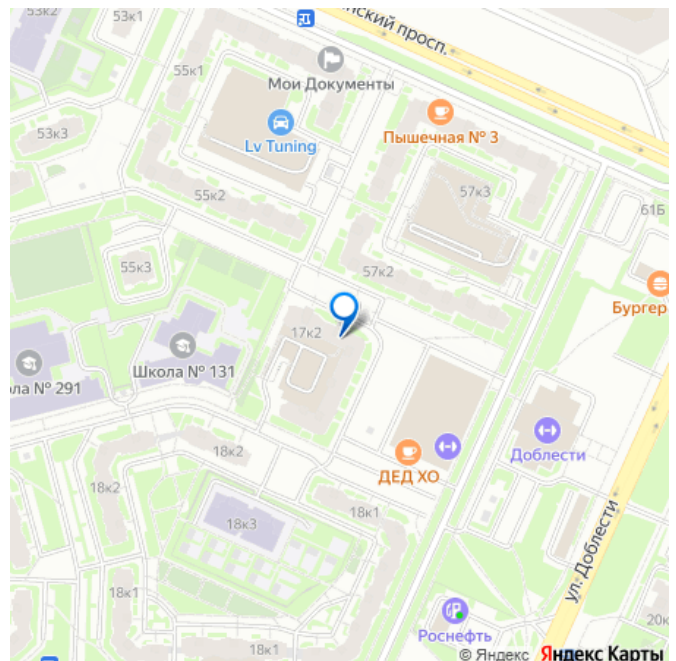 53к2
53к1
нский просп.
55к1
Мои Документы
Lv Tuning
Пышечная № 3
53к3
55к2
57к3
61Б
55к3
57к2
Бургер
17к2
Школа № 131
ола № 291
Доблести
ДЕД ХО
18к2
18к2
18к3
18к1
ул. Доблести
18к1
Роснефть
20к
18к1
© Яндекс Яндекс Карты